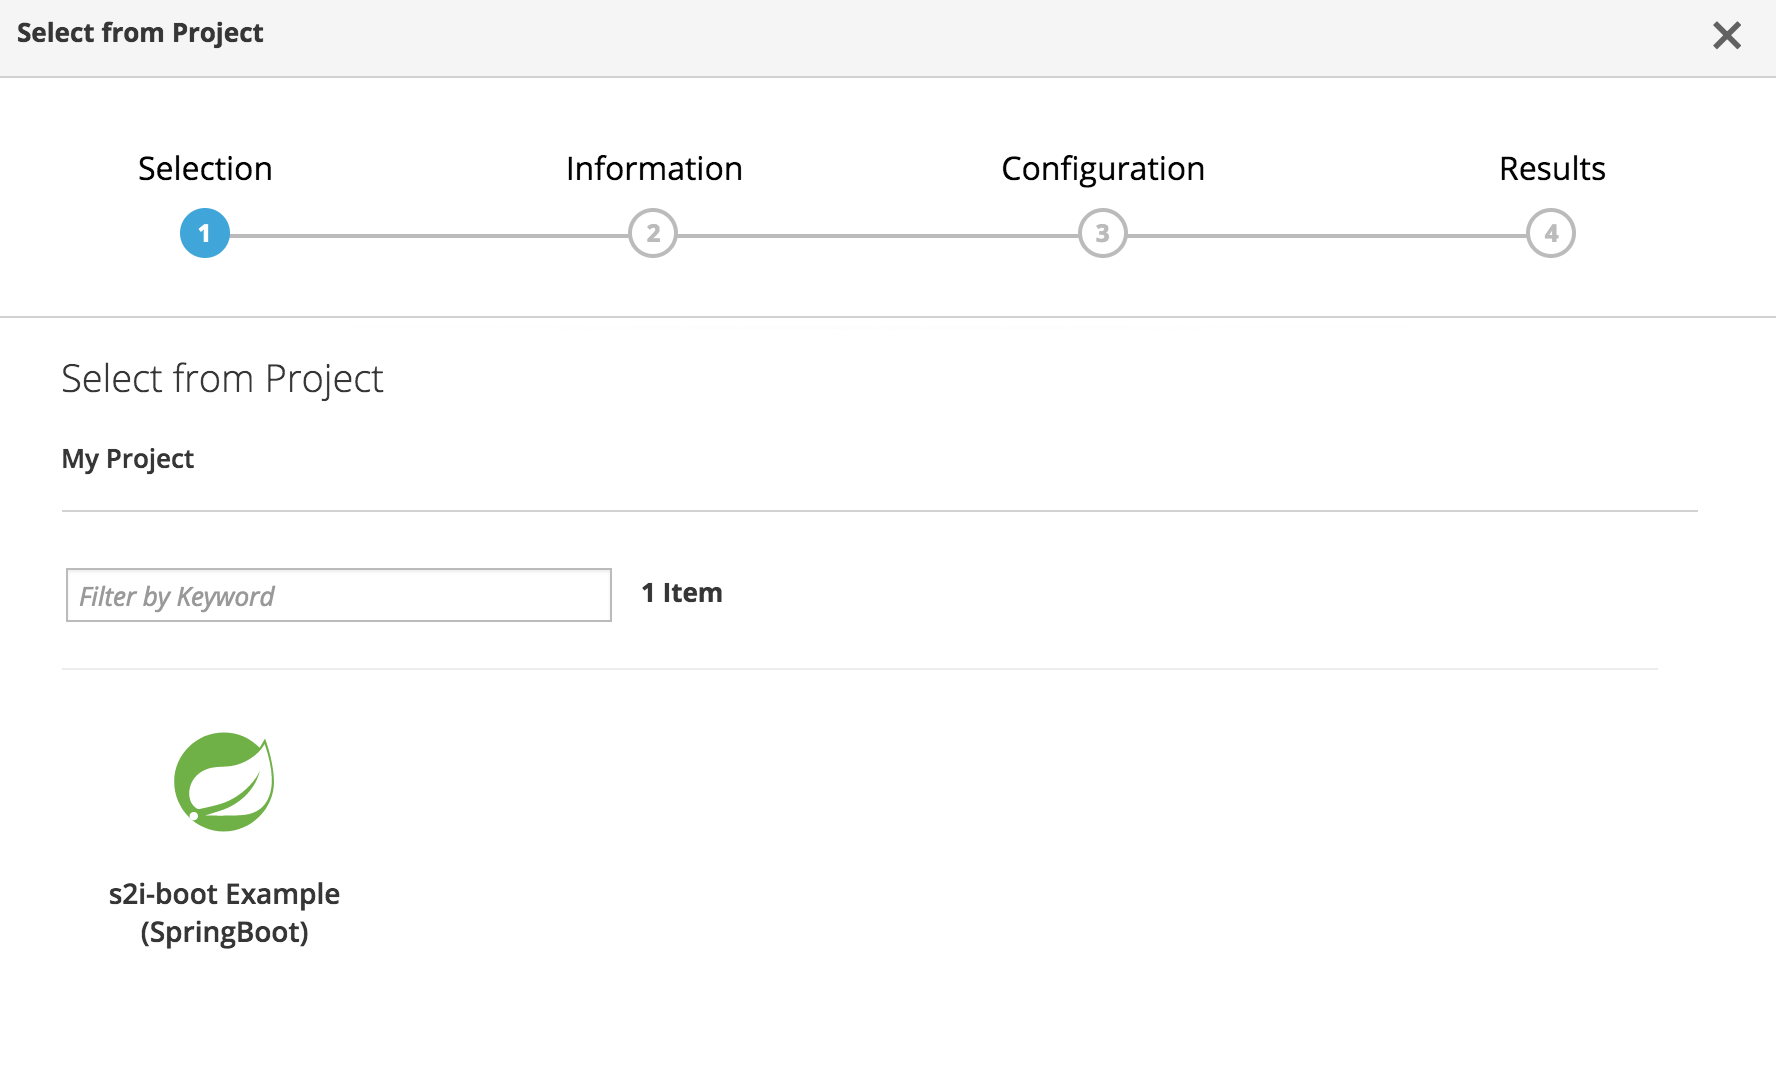 Select from Project
Selection
Information
Configuration
Results
1
2
3
4
Select from Project
My Project
Filter by Keyword
1 Item
s2i-boot Example
(SpringBoot)